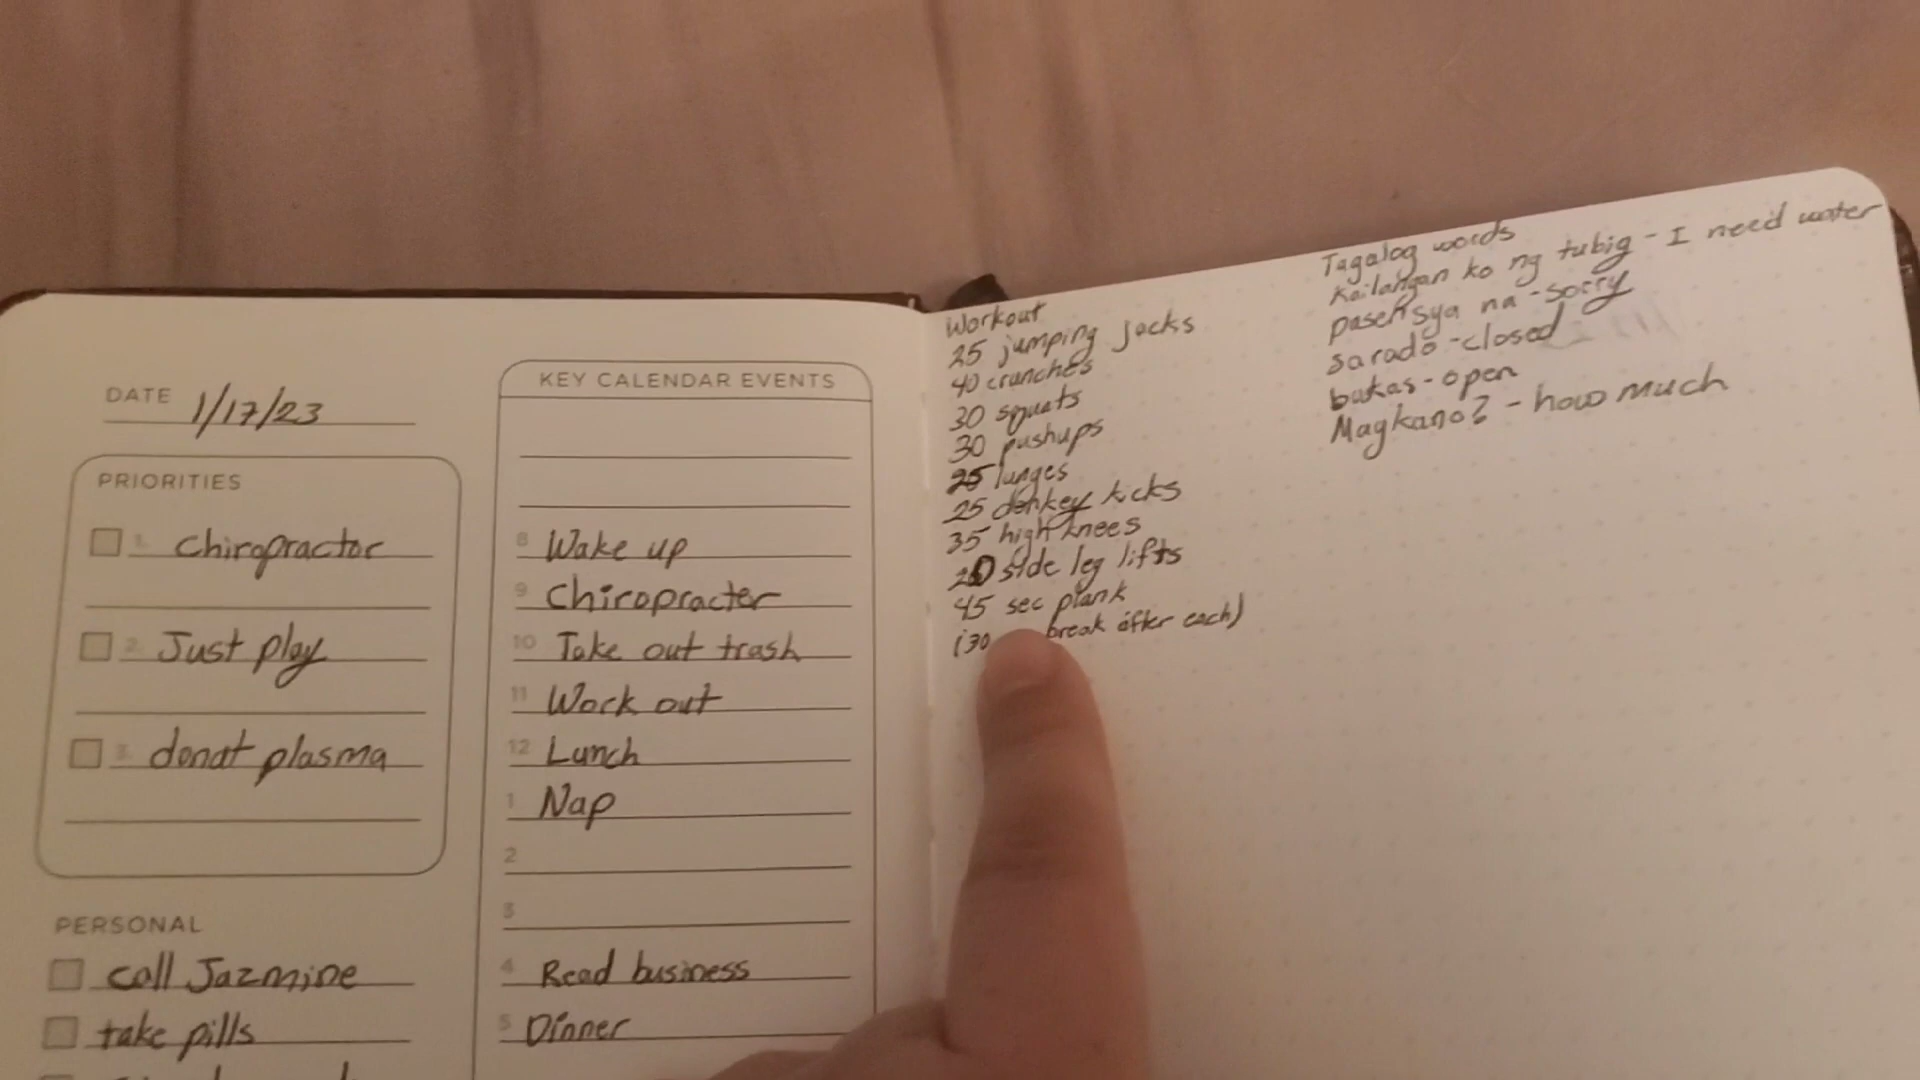 DATE 1/17/23
PRIORITIES
1. Chiropractor
2. Just play
3. donat plasma
PERSONAL
call Jazmine
take pills
KEY CALENDAR EVENTS
8 Wake up
9 Chiropracter
10 Take out trash
11 Work out
12 Lunch
1 Nap
2
3
4 Read business
5 Dinner
Workout
25 jumping jacks
40 crunches
30 squats
30 pushups
25 lunges
25 donkey kicks
35 high knees
20 side leg lifts
45 sec plank
(30 break after each)
Tagalog words
Kailangan ko ng tubig - I need water
pasensya na - sorry
sarado - closed
bukas - open
Magkano? - how much